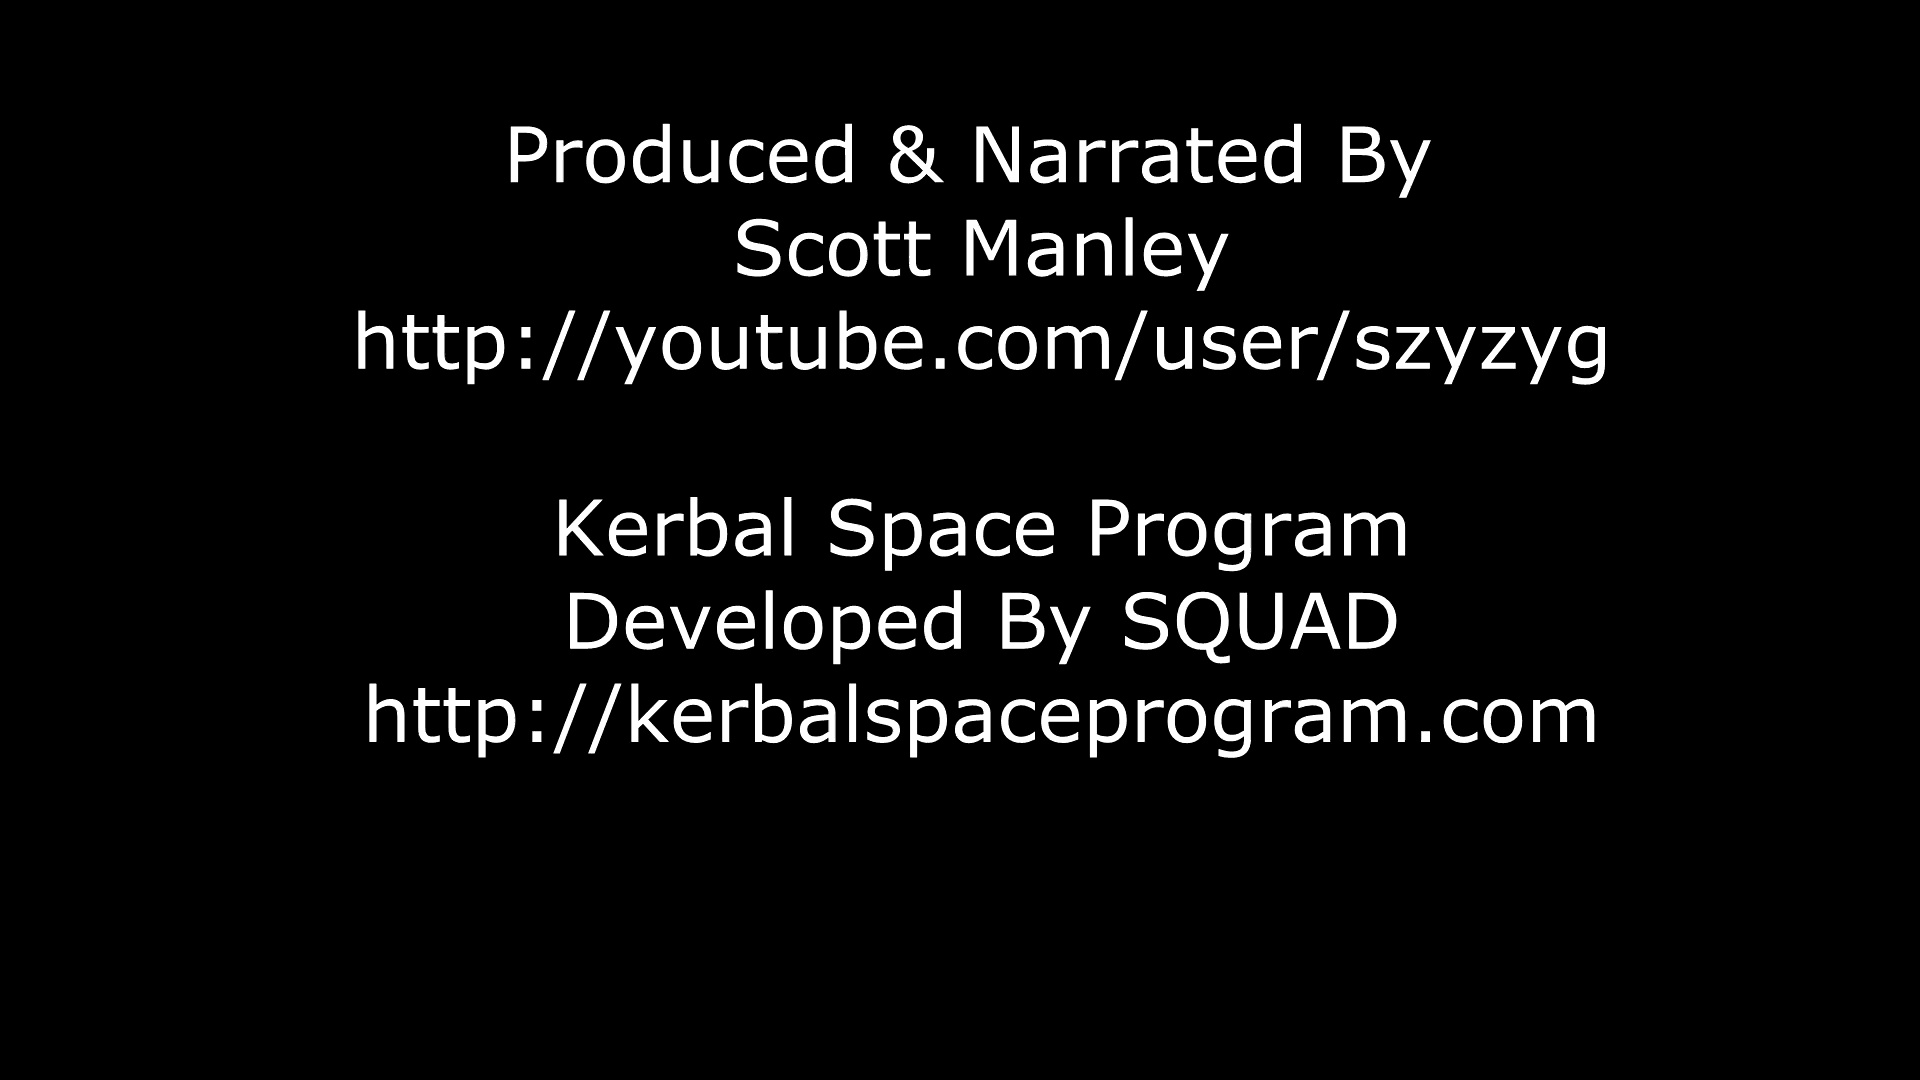 Produced & Narrated By
Scott Manley
http://youtube.com/user/szyzyg
Kerbal Space Program
Developed By SQUAD
http://kerbalspaceprogram.com